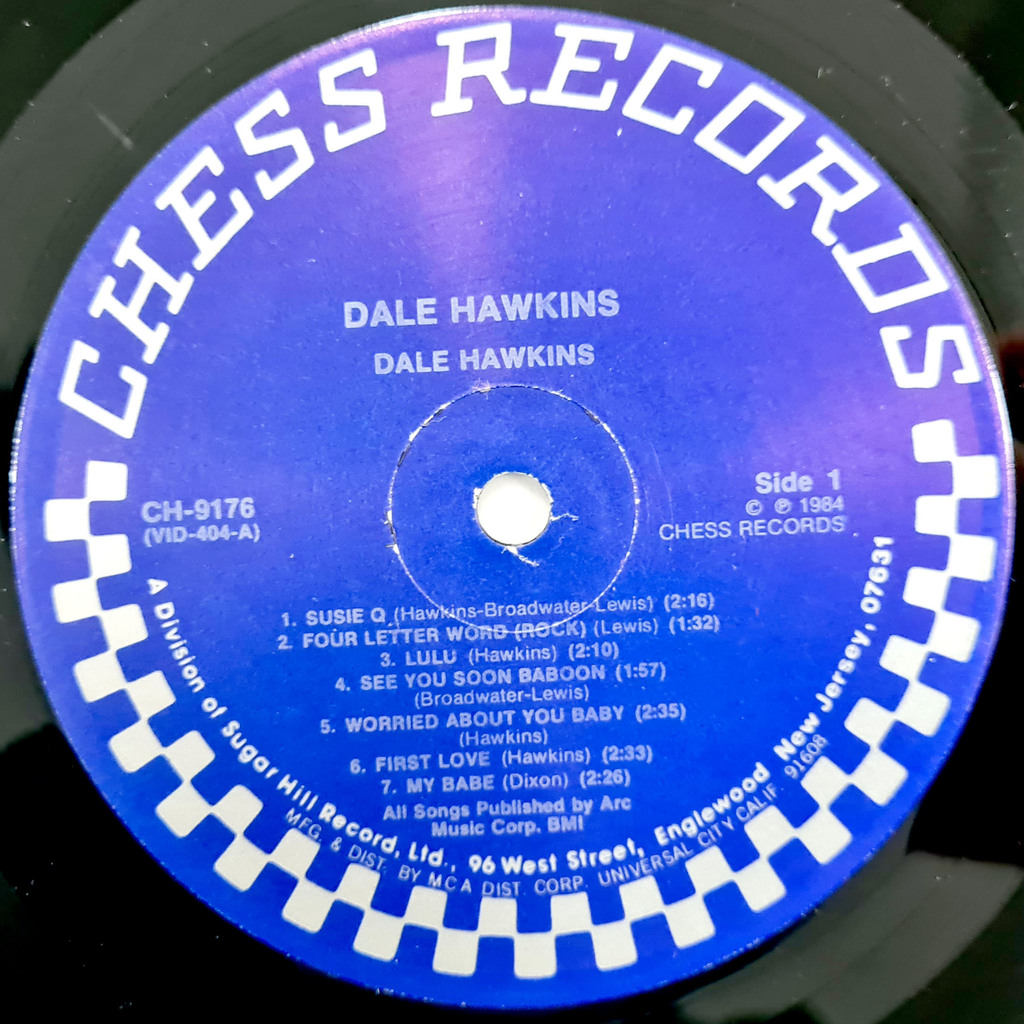 CHESS RECORDS
DALE HAWKINS
DALE HAWKINS
CH-9176
(VID-404-A)
Side 1
© ℗ 1984
CHESS RECORDS
1. SUSIE Q (Hawkins-Broadwater-Lewis) (2:16)
2. FOUR LETTER WORD (ROCK) (Lewis) (1:32)
3. LULU (Hawkins) (2:10)
4. SEE YOU SOON BABOON (1:57)
(Broadwater-Lewis)
5. WORRIED ABOUT YOU BABY (2:35)
(Hawkins)
6. FIRST LOVE (Hawkins) (2:33)
7. MY BABE (Dixon) (2:26)
All Songs Published by Arc
Music Corp. BMI
A Division of Sugar Hill Record, Ltd., 96 West Street, Englewood New Jersey, 07631
MFG. & DIST. BY MCA DIST. CORP. UNIVERSAL CITY CALIF. 91608